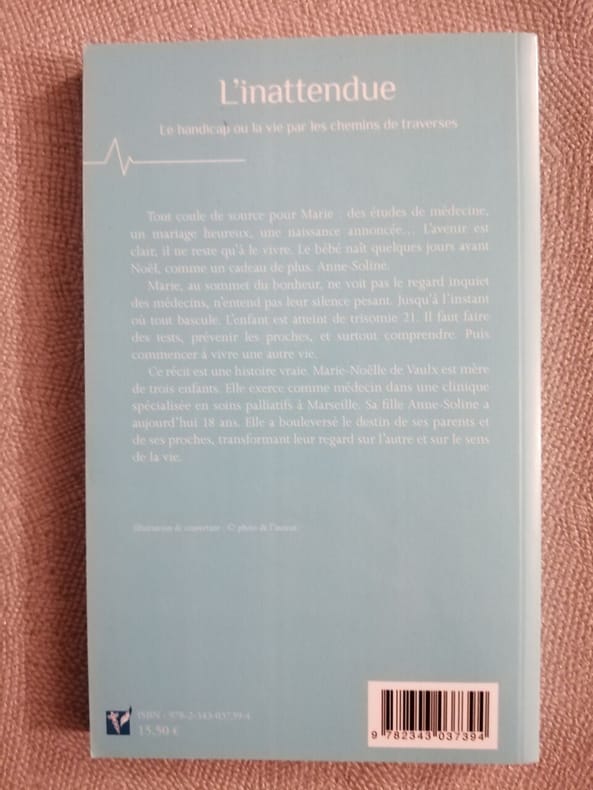 L'inattendue
Le handicap ou la vie par les chemins de traverses
Tout coule de source pour Marie : des études de médecine,
un mariage heureux, une naissance annoncée... L'avenir est
clair, il ne reste qu'à le vivre. Le bébé naît quelques jours avant
Noël, comme un cadeau de plus. Anne-Soline.
Marie, au sommet du bonheur, ne voit pas le regard inquiet
des médecins, n'entend pas leur silence pesant. Jusqu'à l'instant
où tout bascule. L'enfant est atteint de trisomie 21. Il faut faire
des tests, prévenir les proches, et surtout comprendre. Puis
commencer à vivre une autre vie.
Ce récit est une histoire vraie. Marie-Noëlle de Vaulx est mère
de trois enfants. Elle exerce comme médecin dans une clinique
spécialisée en soins palliatifs à Marseille. Sa fille Anne-Soline a
aujourd'hui 18 ans. Elle a bouleversé le destin de ses parents et
de ses proches, transformant leur regard sur l'autre et sur le sens
de la vie.
Illustration de couverture : © photo de l'auteur.
ISBN : 978-2-343-03739-4
15,50 €
9 782343 037394